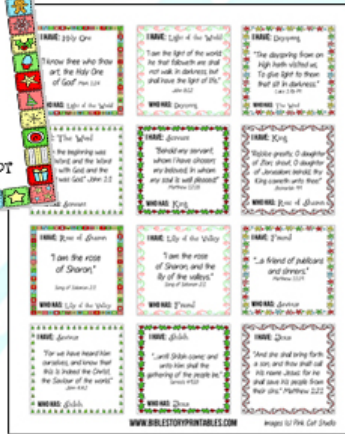 I HAVE: Holy One
"I know thee who thou
art, the Holy One
of God" Mark 1:24
WHO HAS: Light of the World
I HAVE: Light of the World
"I am the light of the world:
he that followeth me shall
not walk in darkness, but
shall have the light of life."
John 8:12
WHO HAS: Dayspring
I HAVE: Dayspring
"The dayspring from on
high hath visited us,
To give light to them
that sit in darkness."
Luke 1:78-79
WHO HAS: The Word
The Word
the beginning was
Word, and the Word
with God and the
was God" John 1:1
Servant
I HAVE: Servant
"Behold my servant,
whom I have chosen;
my beloved, in whom
my soul is well pleased"
Matthew 12:18
WHO HAS: King
I HAVE: King
"Rejoice greatly, O daughter
of Zion; shout, O daughter
of Jerusalem: behold, thy
King cometh unto thee"
Zechariah 9:9
WHO HAS: Rose of Sharon
I HAVE: Rose of Sharon
"I am the rose
of Sharon,"
Song of Solomon 2:1
WHO HAS: Lily of the Valley
I HAVE: Lily of the Valley
"I am the rose
of Sharon, and the
lily of the valleys."
Song of Solomon 2:1
WHO HAS: Friend
I HAVE: Friend
"...a friend of publicans
and sinners."
Matthew 11:19
WHO HAS: Savior
I HAVE: Savior
"For we have heard him
ourselves, and know that
this is indeed the Christ,
the Saviour of the world."
John 4:42
WHO HAS: Shiloh
I HAVE: Shiloh
"...until Shiloh come; and
unto him shall the
gathering of the people be."
Genesis 49:10
WHO HAS: Jesus
I HAVE: Jesus
"And she shall bring forth
a son, and thou shalt call
his name Jesus: for he
shall save his people from
their sins." Matthew 1:21
WWW.BIBLESTORYPRINTABLES.COM
Images (c) Pink Cat Studio